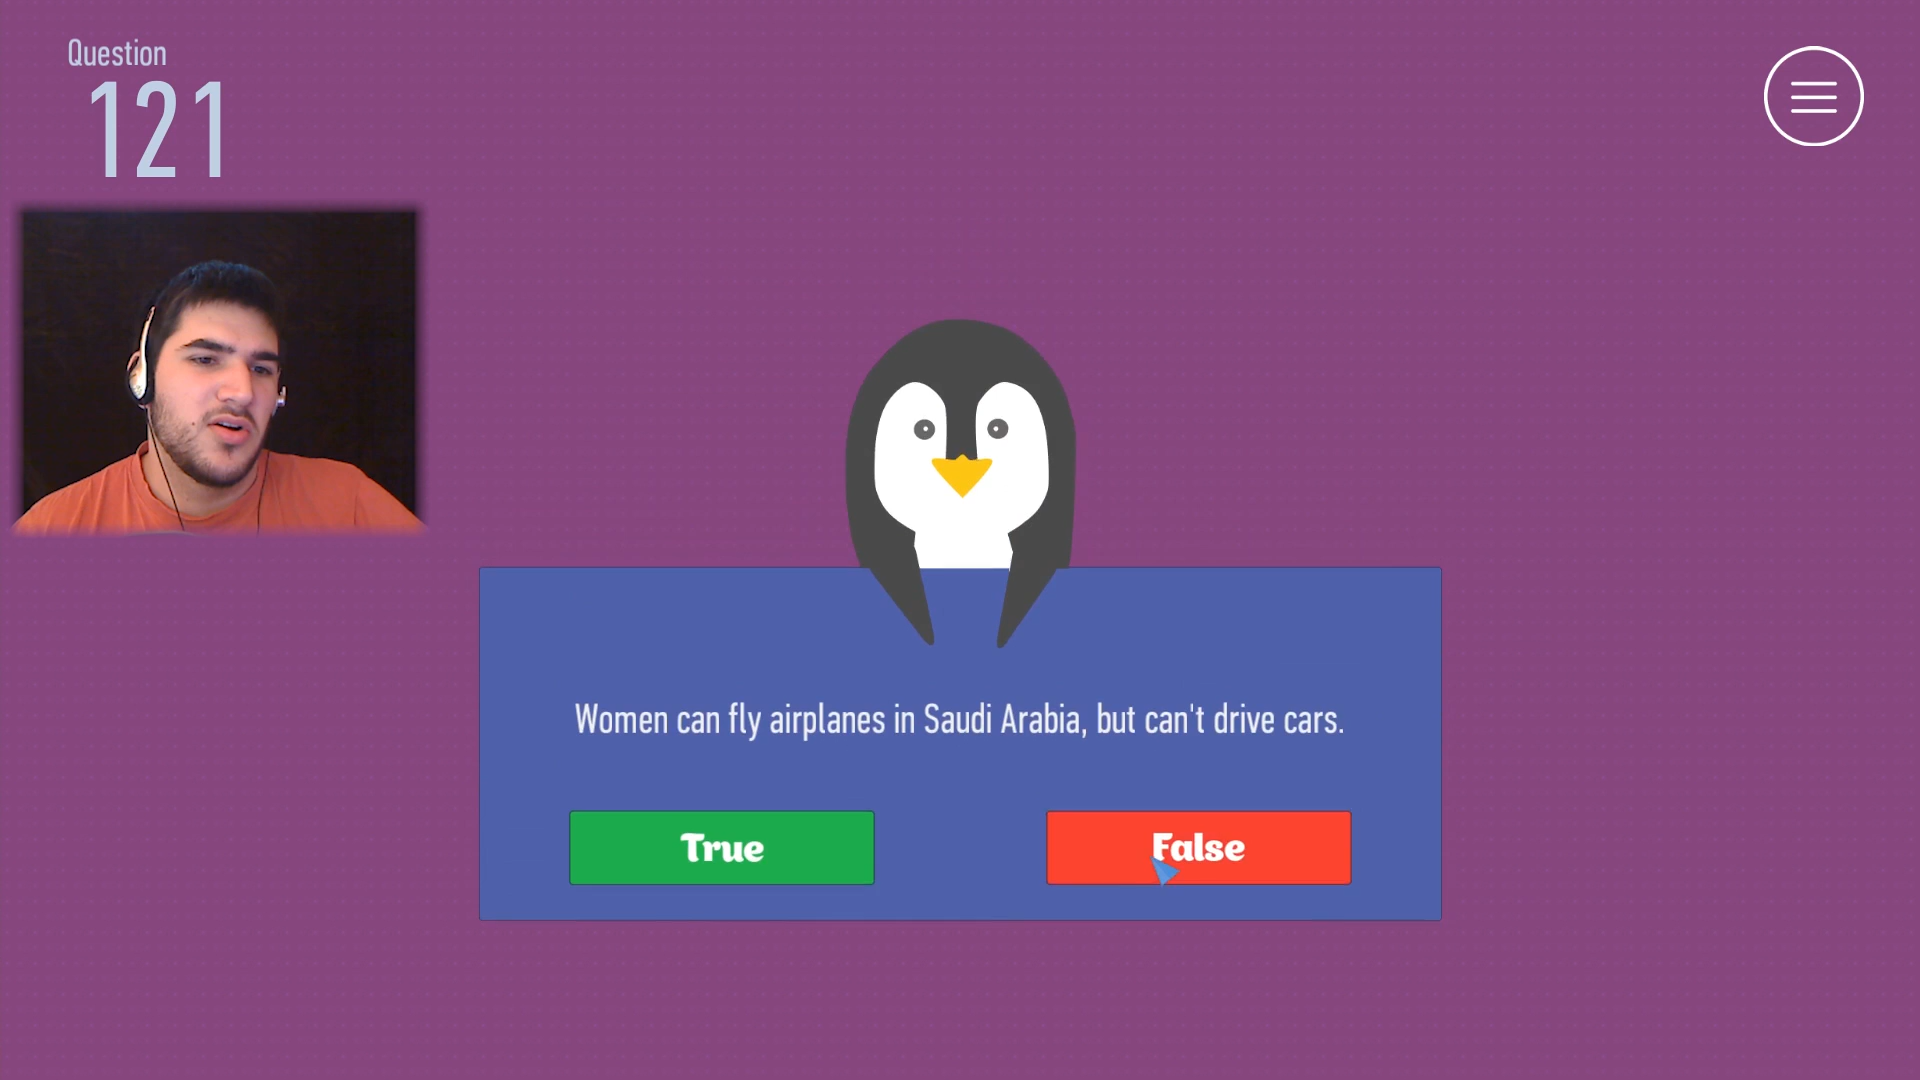 Question
121
Women can fly airplanes in Saudi Arabia, but can't drive cars.
True
False